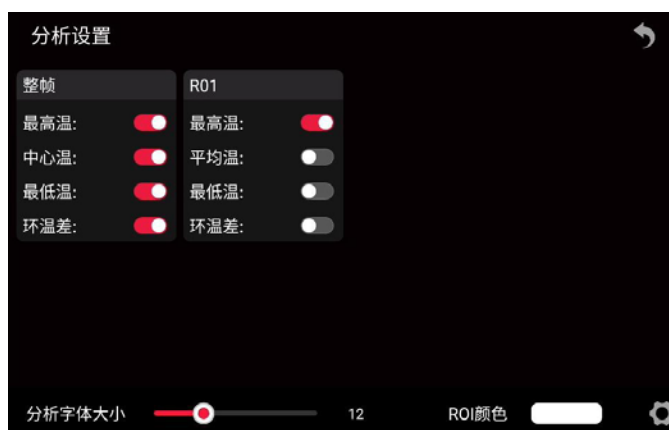 分析设置
整帧
最高温:
中心温:
最低温:
环温差:
R01
最高温:
平均温:
最低温:
环温差:
分析字体大小 12 ROI颜色